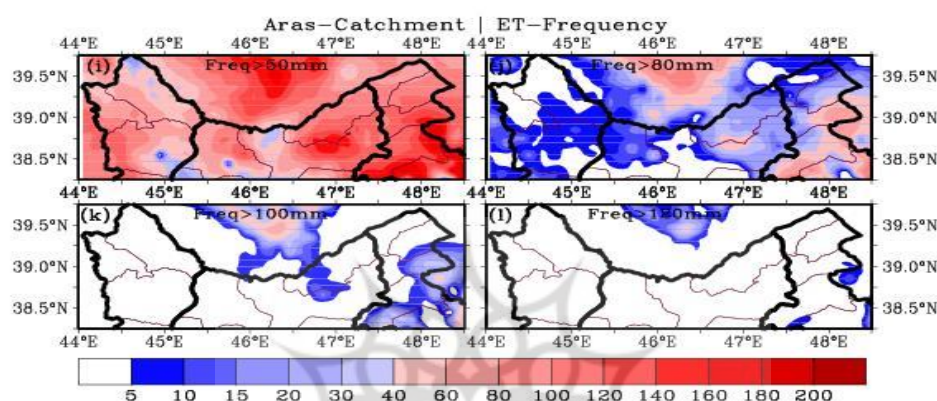 Aras-Catchment | ET-Frequency
44°E 45°E 46°E 47°E 48°E 44°E 45°E 46°E 47°E 48°E
(i) Freq>50mm (j) Freq>80mm
39.5°N 39.5°N
39.0°N 39.0°N
38.5°N 38.5°N
44°E 45°E 46°E 47°E 48°E 44°E 45°E 46°E 47°E 48°E
(k) Freq>100mm (l) Freq>120mm
39.5°N 39.5°N
39.0°N 39.0°N
38.5°N 38.5°N
44°E 45°E 46°E 47°E 48°E 44°E 45°E 46°E 47°E 48°E
5 10 15 20 30 40 60 80 100 120 140 160 180 200